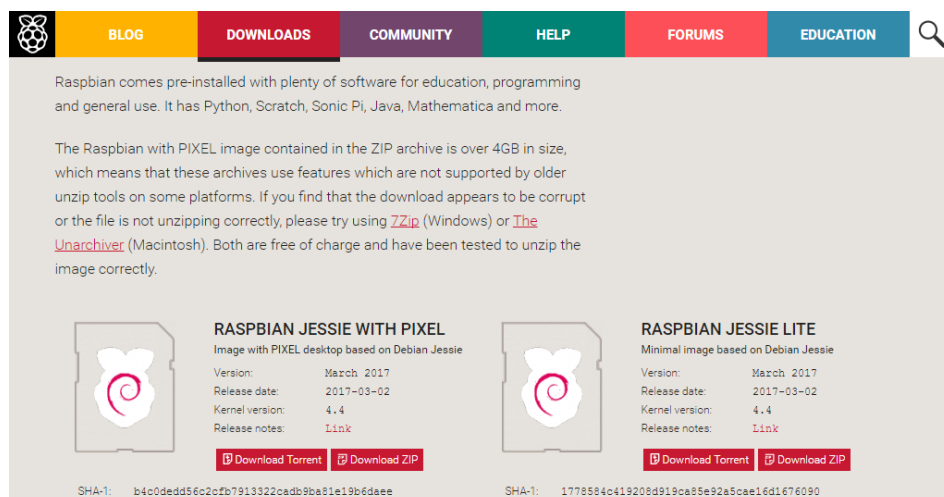 BLOG DOWNLOADS COMMUNITY HELP FORUMS EDUCATION
Raspbian comes pre-installed with plenty of software for education, programming
and general use. It has Python, Scratch, Sonic Pi, Java, Mathematica and more.
The Raspbian with PIXEL image contained in the ZIP archive is over 4GB in size,
which means that these archives use features which are not supported by older
unzip tools on some platforms. If you find that the download appears to be corrupt
or the file is not unzipping correctly, please try using 7Zip (Windows) or The
Unarchiver (Macintosh). Both are free of charge and have been tested to unzip the
image correctly.
RASPBIAN JESSIE WITH PIXEL
Image with PIXEL desktop based on Debian Jessie
Version: March 2017
Release date: 2017-03-02
Kernel version: 4.4
Release notes: Link
Download Torrent Download ZIP
SHA-1: b4c0dedd56c2cfb7913322cadb9ba81e19b6daee
RASPBIAN JESSIE LITE
Minimal image based on Debian Jessie
Version: March 2017
Release date: 2017-03-02
Kernel version: 4.4
Release notes: Link
Download Torrent Download ZIP
SHA-1: 1778584c419208d919ca85e92a5cae16d1676090